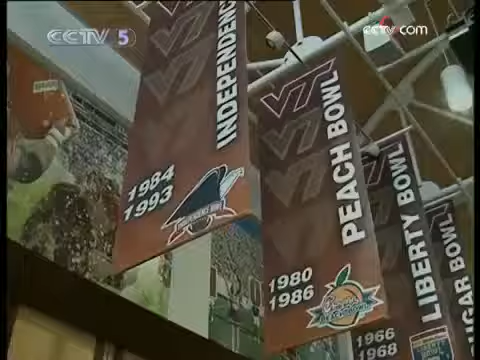 CCTV 5
cctv.com
VT
INDEPENDENCE
1984
1993
VT
PEACH BOWL
1980
1986
LIBERTY BOWL
1966
1968
SUGAR BOWL